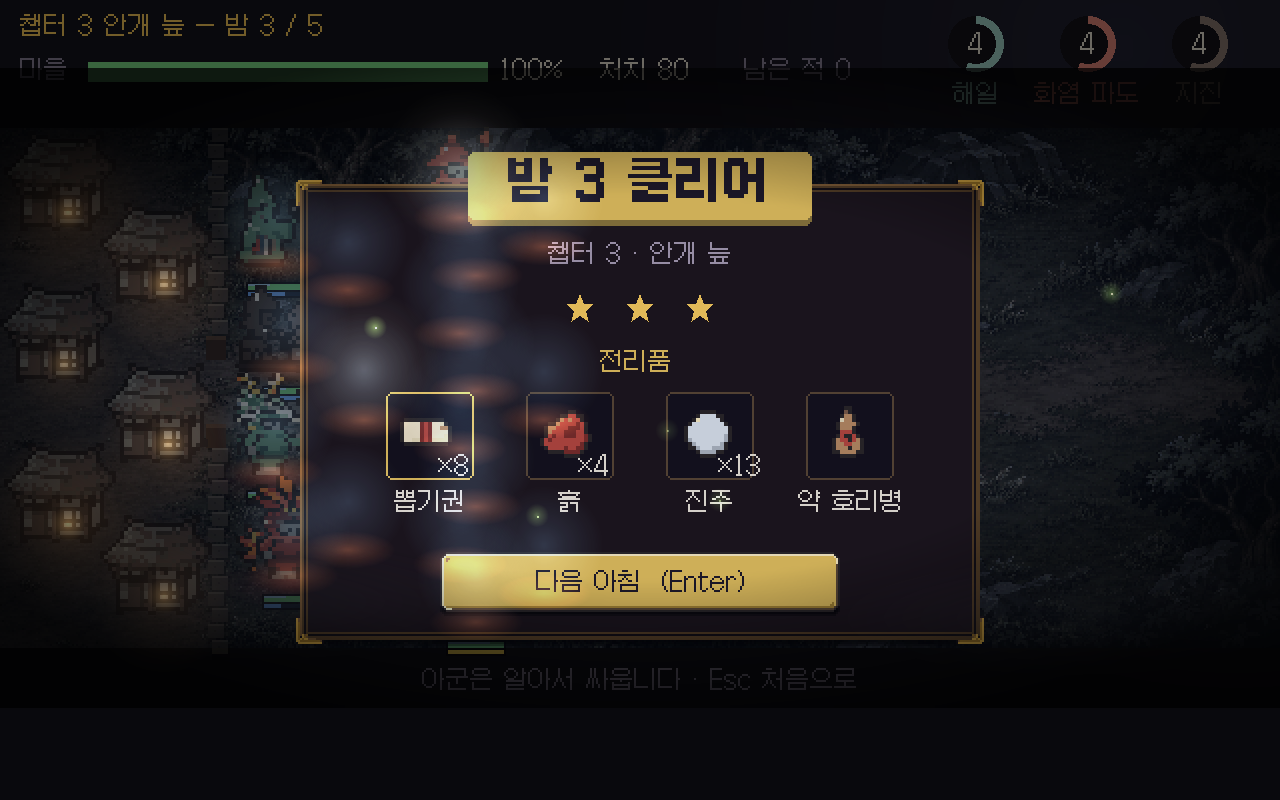 챕터 3 안개 늪 – 밤 3 / 5
마을 100% 처치 80 남은 적 0
4 4 4
해일 화염 파도 지진
밤 3 클리어
챕터 3 · 안개 늪
전리품
×8 ×4 ×13
뽑기권 흙 진주 약 호리병
다음 아침 (Enter)
아군은 알아서 싸웁니다 · Esc 처음으로